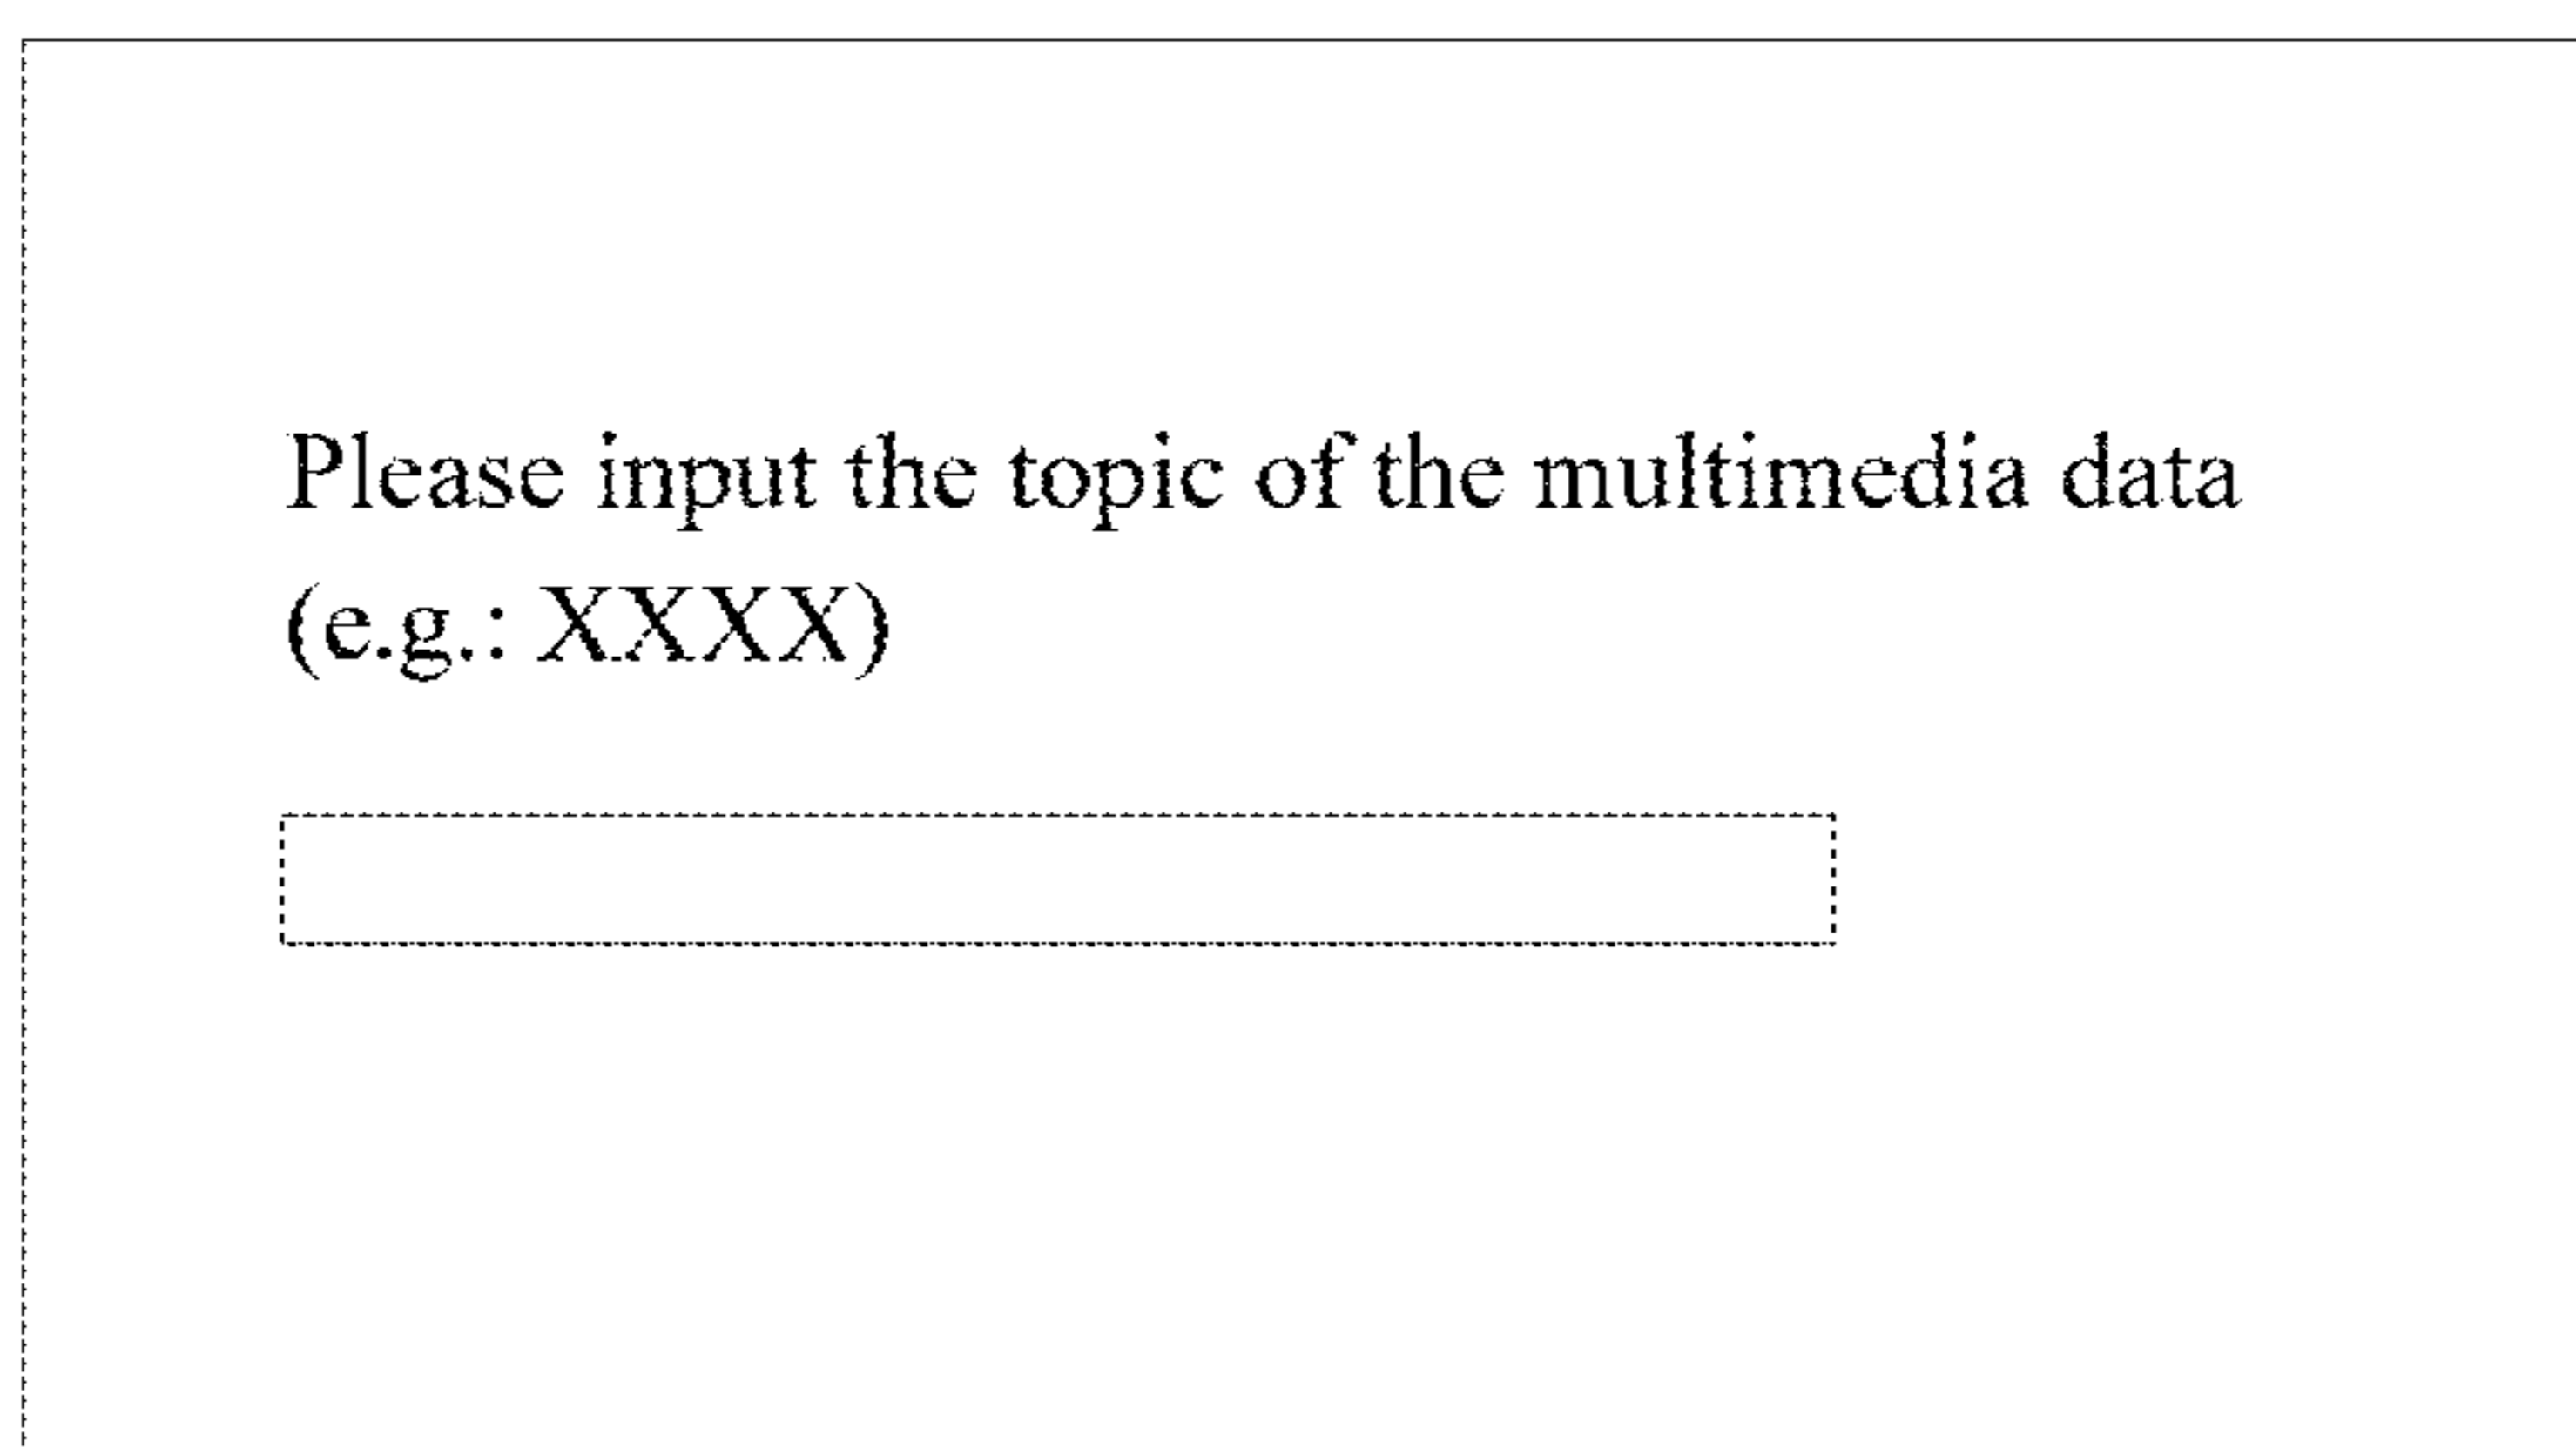 Please input the topic of the multimedia data
(e.g.: XXXX)